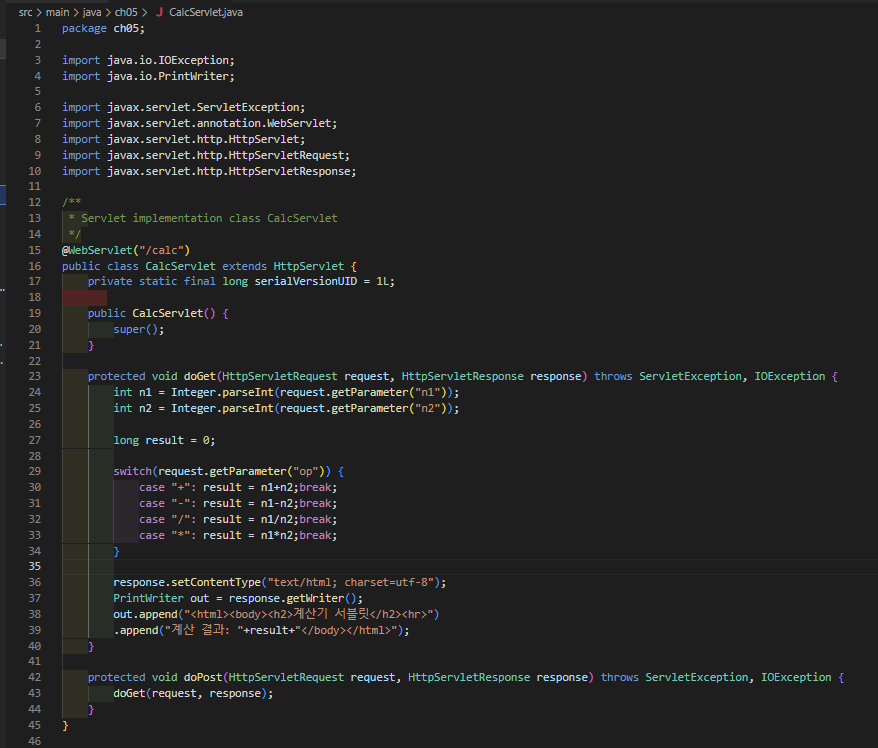 src > main > java > ch05 > J CalcServlet.java
1 package ch05;
2
3 import java.io.IOException;
4 import java.io.PrintWriter;
5
6 import javax.servlet.ServletException;
7 import javax.servlet.annotation.WebServlet;
8 import javax.servlet.http.HttpServlet;
9 import javax.servlet.http.HttpServletRequest;
10 import javax.servlet.http.HttpServletResponse;
11
12 /**
13  * Servlet implementation class CalcServlet
14  */
15 @WebServlet("/calc")
16 public class CalcServlet extends HttpServlet {
17     private static final long serialVersionUID = 1L;
18
19     public CalcServlet() {
20         super();
21     }
22
23     protected void doGet(HttpServletRequest request, HttpServletResponse response) throws ServletException, IOException {
24         int n1 = Integer.parseInt(request.getParameter("n1"));
25         int n2 = Integer.parseInt(request.getParameter("n2"));
26
27         long result = 0;
28
29         switch(request.getParameter("op")) {
30             case "+": result = n1+n2;break;
31             case "-": result = n1-n2;break;
32             case "/": result = n1/n2;break;
33             case "*": result = n1*n2;break;
34         }
35
36         response.setContentType("text/html; charset=utf-8");
37         PrintWriter out = response.getWriter();
38         out.append("<html><body><h2>계산기 서블릿</h2><hr>")
39         .append("계산 결과: "+result+"</body></html>");
40     }
41
42     protected void doPost(HttpServletRequest request, HttpServletResponse response) throws ServletException, IOException {
43         doGet(request, response);
44     }
45 }
46